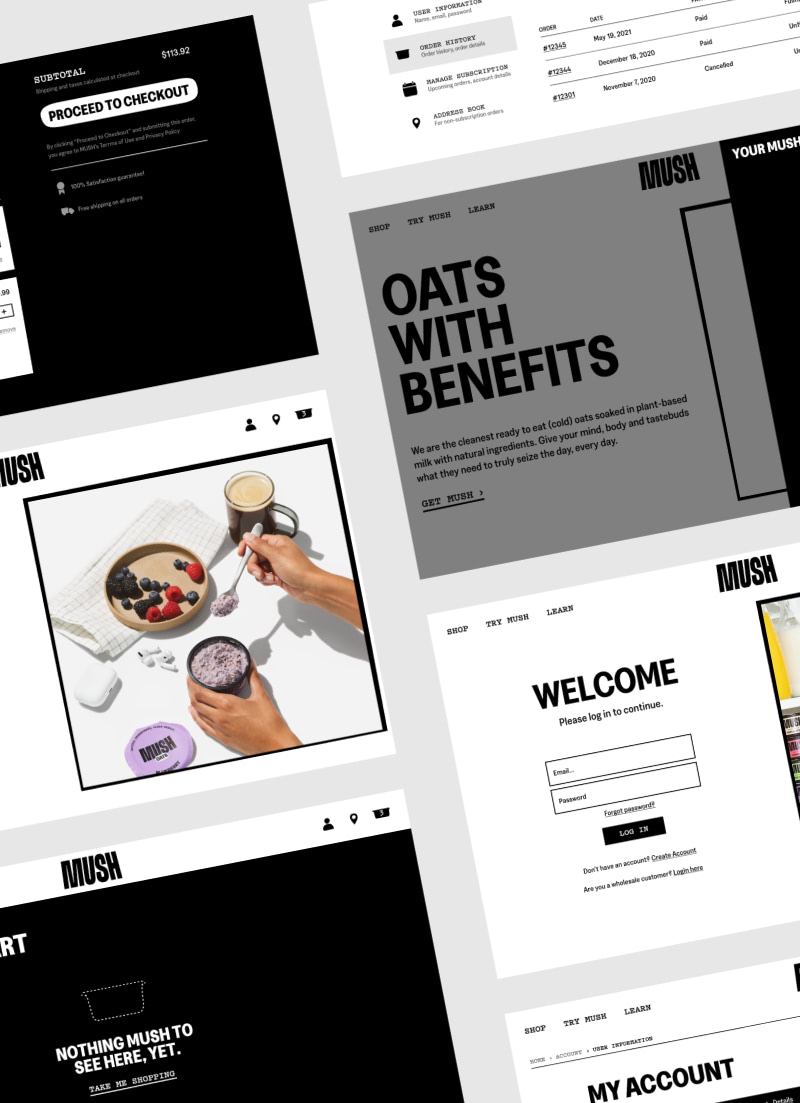 SUBTOTAL
$113.92
Shipping and taxes calculated at checkout
PROCEED TO CHECKOUT
By clicking "Proceed to Checkout" and submitting this order,
you agree to MUSH's Terms of Use and Privacy Policy
100% Satisfaction guarantee!
Free shipping on all orders
.99
+
USER INFORMATION
Name, email, password
ORDER HISTORY
Order history, order details
MANAGE SUBSCRIPTION
Upcoming orders, account details
ADDRESS BOOK
For non-subscription orders
ORDER
DATE
#12345
May 19, 2021
Paid
#12344
December 18, 2020
Paid
#12301
November 7, 2020
Cancelled
MUSH
YOUR MUSH
SHOP
TRY MUSH
LEARN
OATS
WITH
BENEFITS
We are the cleanest ready to eat (cold) oats soaked in plant-based
milk with natural ingredients. Give your mind, body and tastebuds
what they need to truly seize the day, every day.
GET MUSH >
3
MUSH
MUSH
OATS
MUSH
SHOP
TRY MUSH
LEARN
WELCOME
Please log in to continue.
Email...
Password
Forgot password?
LOG IN
Don't have an account? Create Account
Are you a wholesale customer? Login here
3
MUSH
RT
NOTHING MUSH TO
SEE HERE, YET.
TAKE ME SHOPPING
SHOP
TRY MUSH
LEARN
HOME > ACCOUNT > USER INFORMATION
MY ACCOUNT
Details